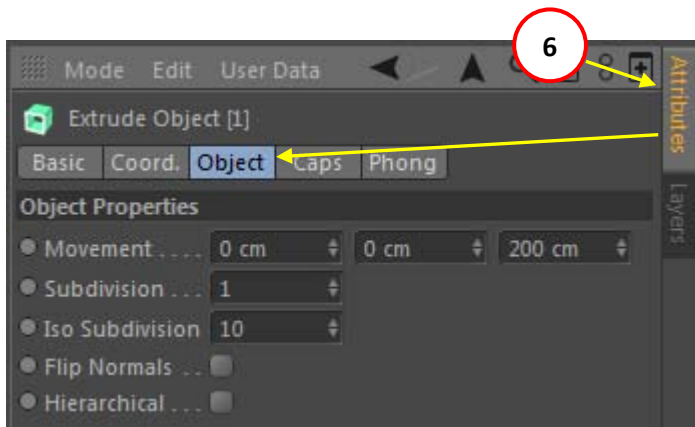 6
Mode Edit User Data
Attributes
Extrude Object [1]
Basic Coord. Object Caps Phong
Layers
Object Properties
Movement . . . . 0 cm 0 cm 200 cm
Subdivision . . . 1
Iso Subdivision 10
Flip Normals . .
Hierarchical . . .